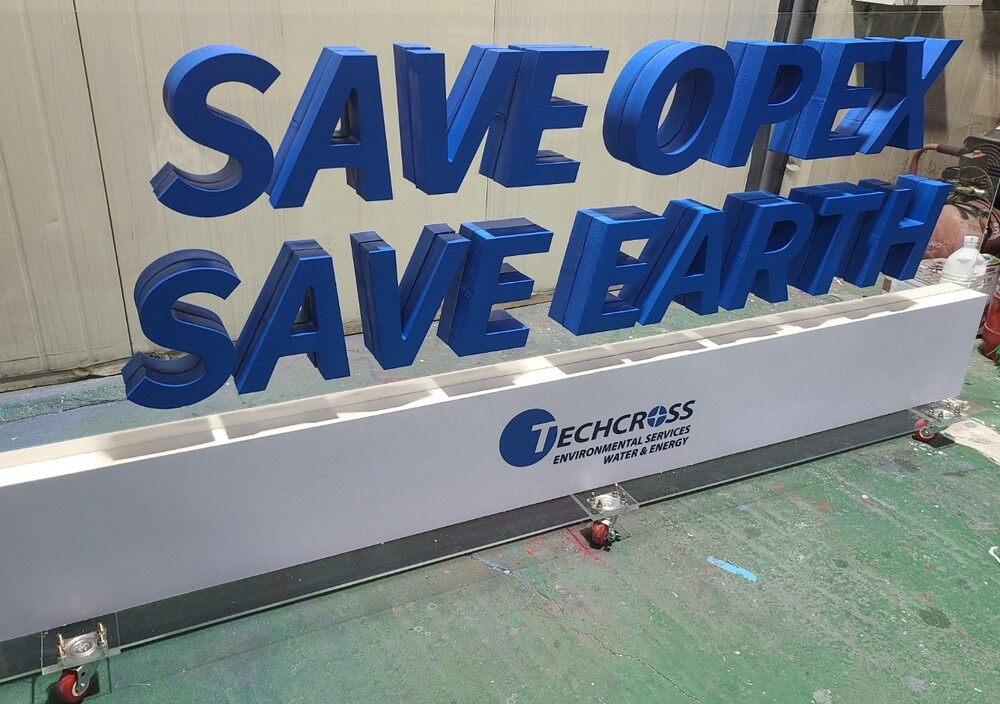 SAVE OPEX
SAVE EARTH
TECHCROSS
ENVIRONMENTAL SERVICES
WATER & ENERGY